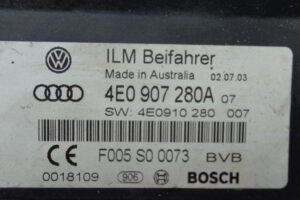 ILM Beifahrer
Made in Australia 02.07.03
4E0 907 280A 07
SW: 4E0910 280 007
CE F005 S0 0073 BVB
0018109 906 BOSCH